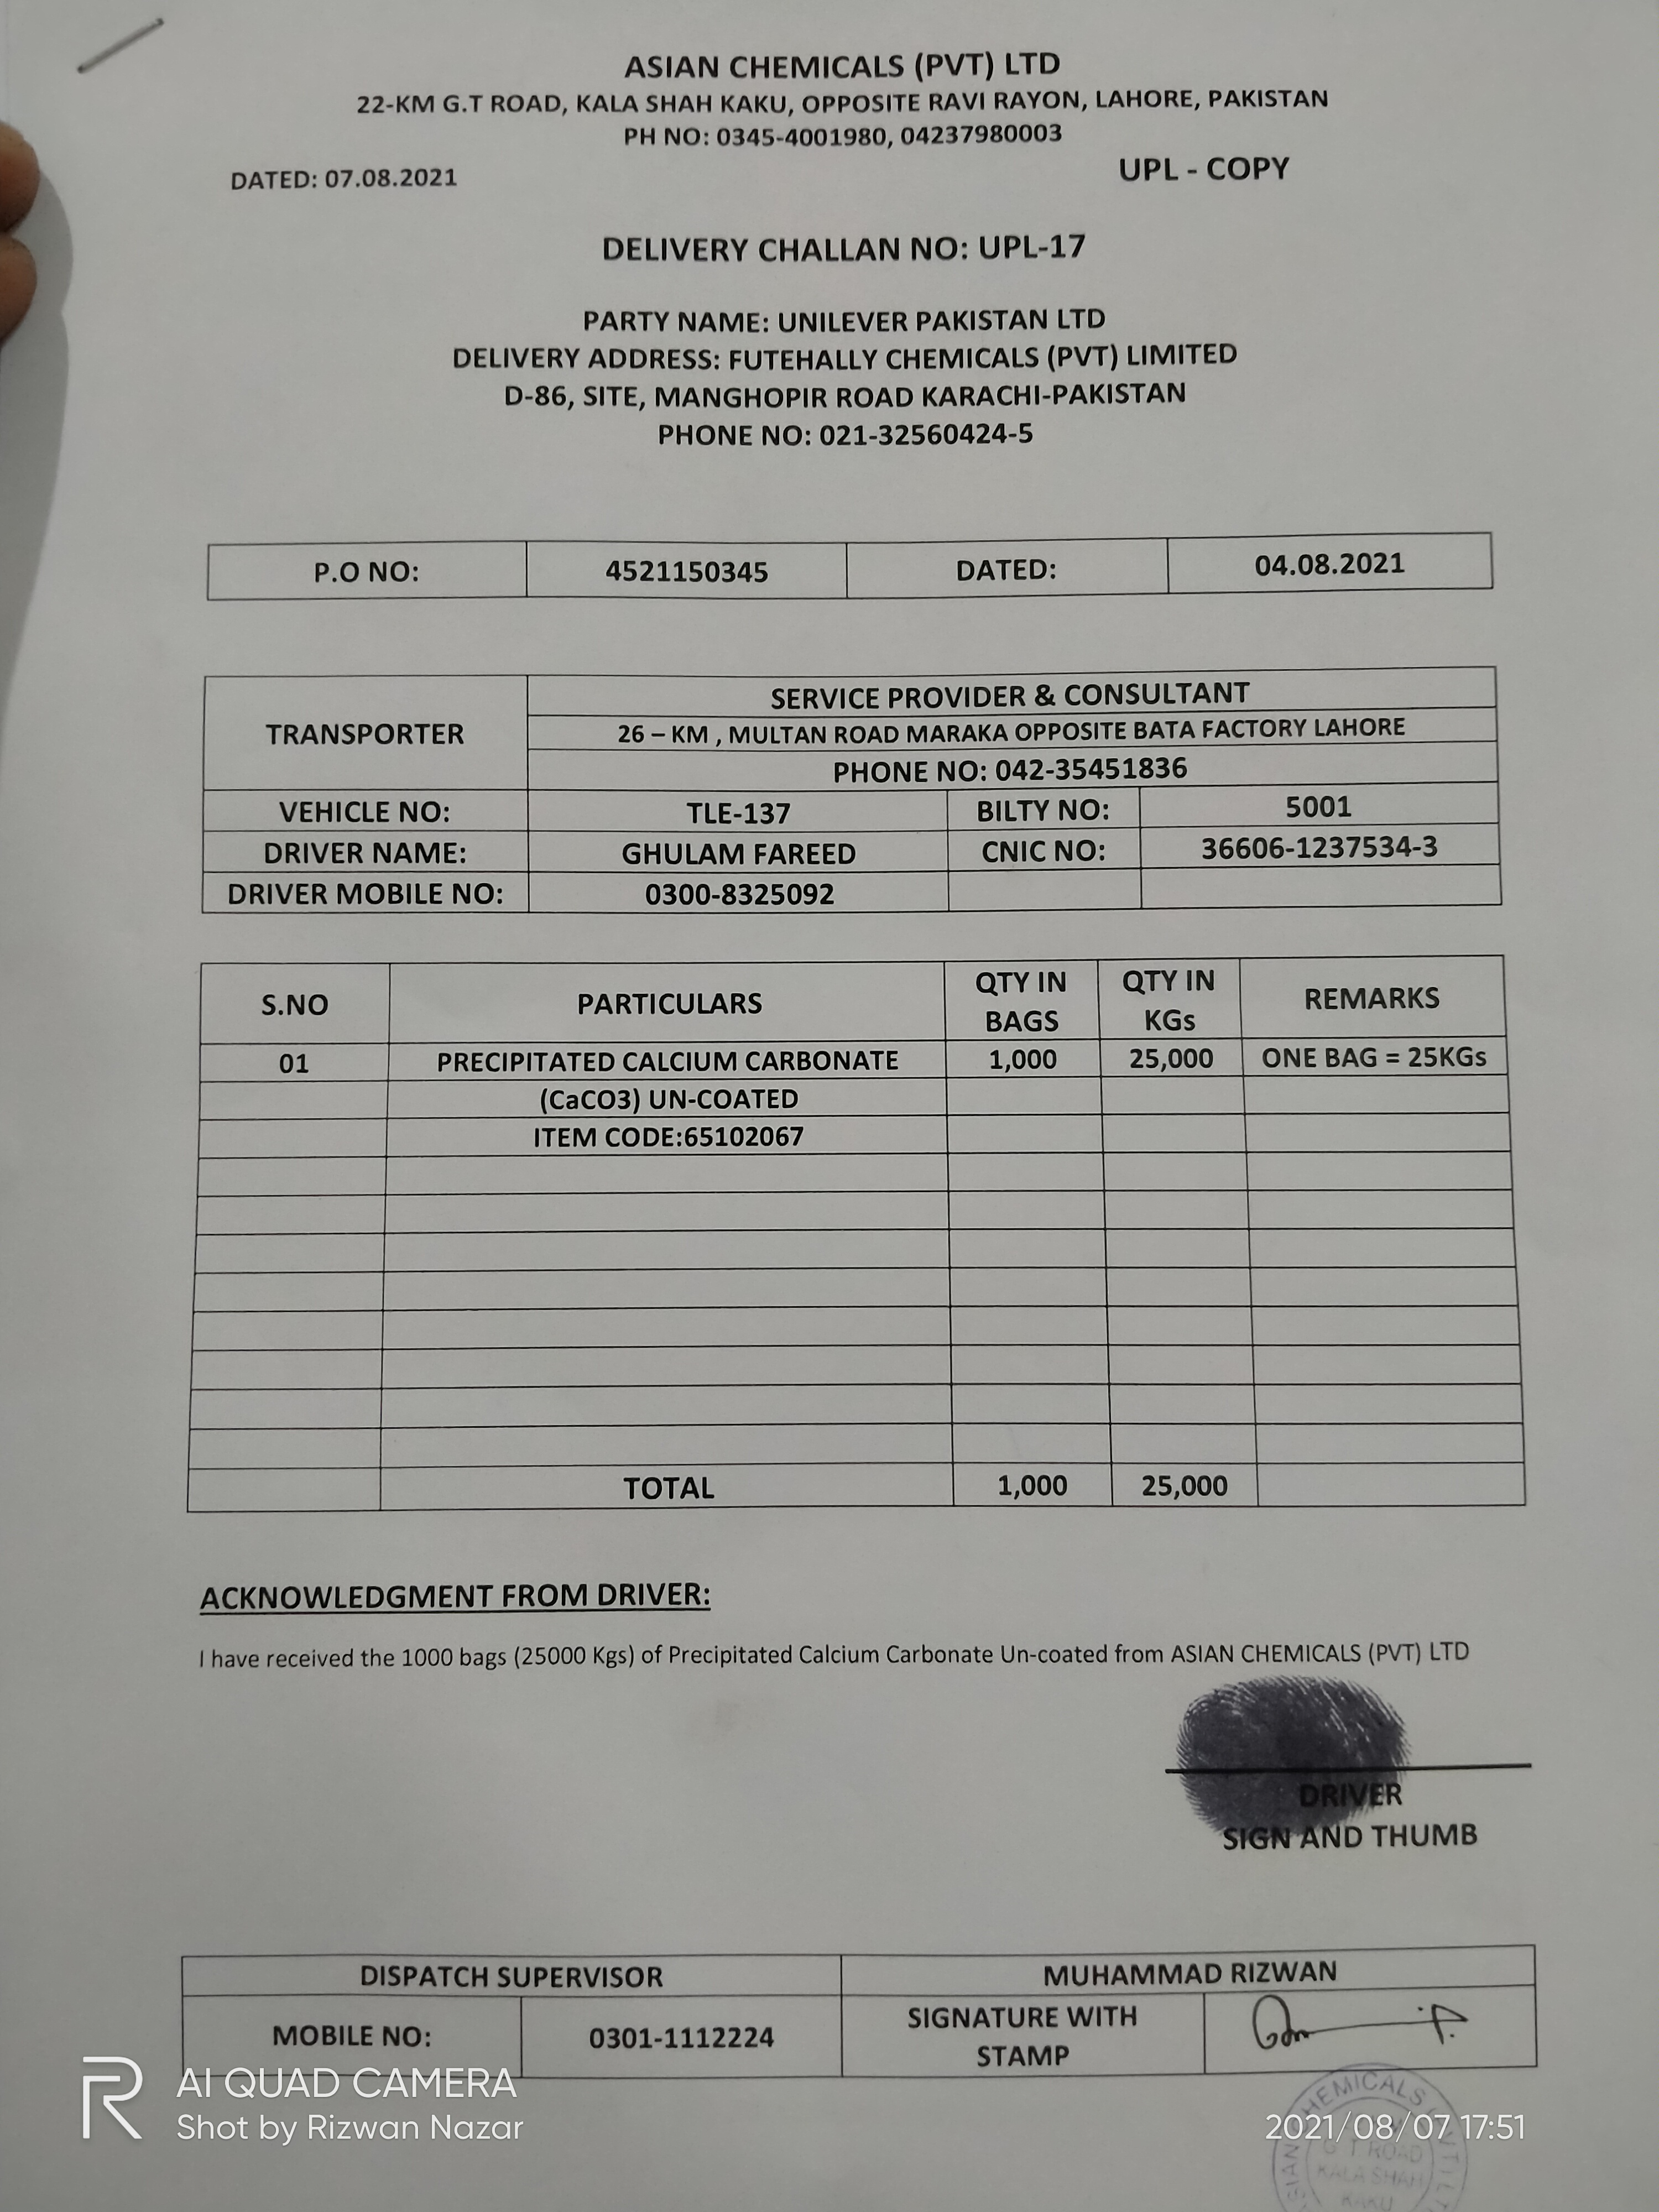 ASIAN CHEMICALS (PVT) LTD
22-KM G.T ROAD, KALA SHAH KAKU, OPPOSITE RAVI RAYON, LAHORE, PAKISTAN
PH NO: 0345-4001980, 04237980003
DATED: 07.08.2021 UPL - COPY
DELIVERY CHALLAN NO: UPL-17
PARTY NAME: UNILEVER PAKISTAN LTD
DELIVERY ADDRESS: FUTEHALLY CHEMICALS (PVT) LIMITED
D-86, SITE, MANGHOPIR ROAD KARACHI-PAKISTAN
PHONE NO: 021-32560424-5
P.O NO: 4521150345 DATED: 04.08.2021
TRANSPORTER
SERVICE PROVIDER & CONSULTANT
26 – KM , MULTAN ROAD MARAKA OPPOSITE BATA FACTORY LAHORE
PHONE NO: 042-35451836
VEHICLE NO: TLE-137 BILTY NO: 5001
DRIVER NAME: GHULAM FAREED CNIC NO: 36606-1237534-3
DRIVER MOBILE NO: 0300-8325092
S.NO PARTICULARS QTY IN BAGS QTY IN KGs REMARKS
01 PRECIPITATED CALCIUM CARBONATE 1,000 25,000 ONE BAG = 25KGs
(CaCO3) UN-COATED
ITEM CODE:65102067
TOTAL 1,000 25,000
ACKNOWLEDGMENT FROM DRIVER:
I have received the 1000 bags (25000 Kgs) of Precipitated Calcium Carbonate Un-coated from ASIAN CHEMICALS (PVT) LTD
DRIVER
SIGN AND THUMB
DISPATCH SUPERVISOR MUHAMMAD RIZWAN
MOBILE NO: 0301-1112224 SIGNATURE WITH STAMP
AI QUAD CAMERA
Shot by Rizwan Nazar
2021/08/07 17:51
CHEMICALS
G T ROAD
KALA SHAH
KAKU